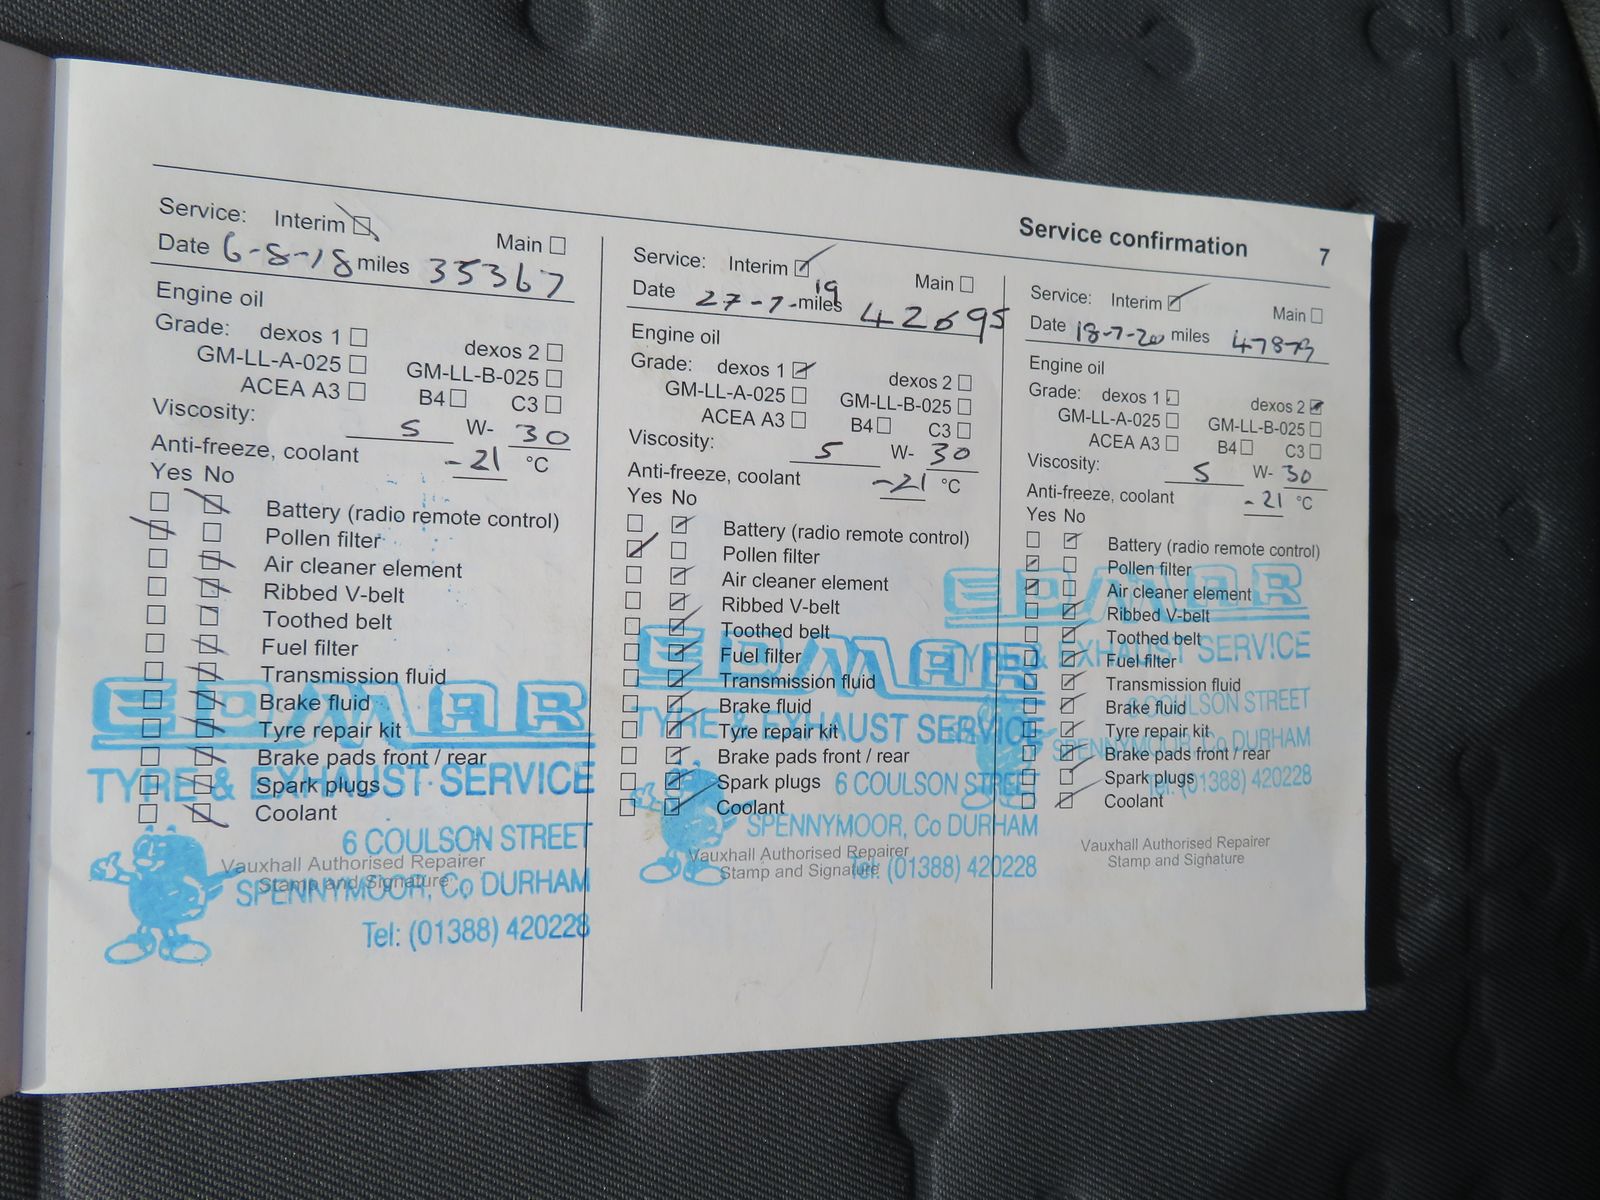 Service confirmation 7
Service: Interim Main
Date 6-8-18 miles 35367
Engine oil
Grade: dexos 1 dexos 2
GM-LL-A-025 GM-LL-B-025
ACEA A3 B4 C3
Viscosity: 5 W- 30
Anti-freeze, coolant -21 °C
Yes No
Battery (radio remote control)
Pollen filter
Air cleaner element
Ribbed V-belt
Toothed belt
Fuel filter
Transmission fluid
Brake fluid
Tyre repair kit
Brake pads front / rear
Spark plugs
Coolant
Vauxhall Authorised Repairer
Stamp and Signature
EDMAR
TYRE & EXHAUST SERVICE
6 COULSON STREET
SPENNYMOOR, Co DURHAM
Tel: (01388) 420228
Service: Interim Main
Date 27-7-19 miles 42695
Engine oil
Grade: dexos 1 dexos 2
GM-LL-A-025 GM-LL-B-025
ACEA A3 B4 C3
Viscosity: 5 W- 30
Anti-freeze, coolant -21 °C
Yes No
Battery (radio remote control)
Pollen filter
Air cleaner element
Ribbed V-belt
Toothed belt
Fuel filter
Transmission fluid
Brake fluid
Tyre repair kit
Brake pads front / rear
Spark plugs
Coolant
Vauxhall Authorised Repairer
Stamp and Signature
EDMAR
TYRE & EXHAUST SERVICE
6 COULSON STREET
SPENNYMOOR, Co DURHAM
Tel: (01388) 420228
Service: Interim Main
Date 18-7-20 miles
Engine oil
Grade: dexos 1 dexos 2
GM-LL-A-025 GM-LL-B-025
ACEA A3 B4 C3
Viscosity: 5 W- 30
Anti-freeze, coolant -21 °C
Yes No
Battery (radio remote control)
Pollen filter
Air cleaner element
Ribbed V-belt
Toothed belt
Fuel filter
Transmission fluid
Brake fluid
Tyre repair kit
Brake pads front / rear
Spark plugs
Coolant
Vauxhall Authorised Repairer
Stamp and Signature
EDMAR
TYRE & EXHAUST SERVICE
6 COULSON STREET
SPENNYMOOR, Co DURHAM
Tel: (01388) 420228